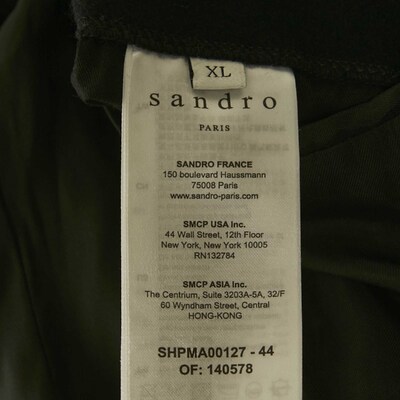 XL
sandro
PARIS
SANDRO FRANCE
150 boulevard Haussmann
75008 Paris
www.sandro-paris.com
SMCP USA Inc.
44 Wall Street, 12th Floor
New York, New York 10005
RN132784
SMCP ASIA Inc.
The Centrium, Suite 3203A-5A, 32/F
60 Wyndham Street, Central
HONG-KONG
SHPMA00127 - 44
OF: 140578